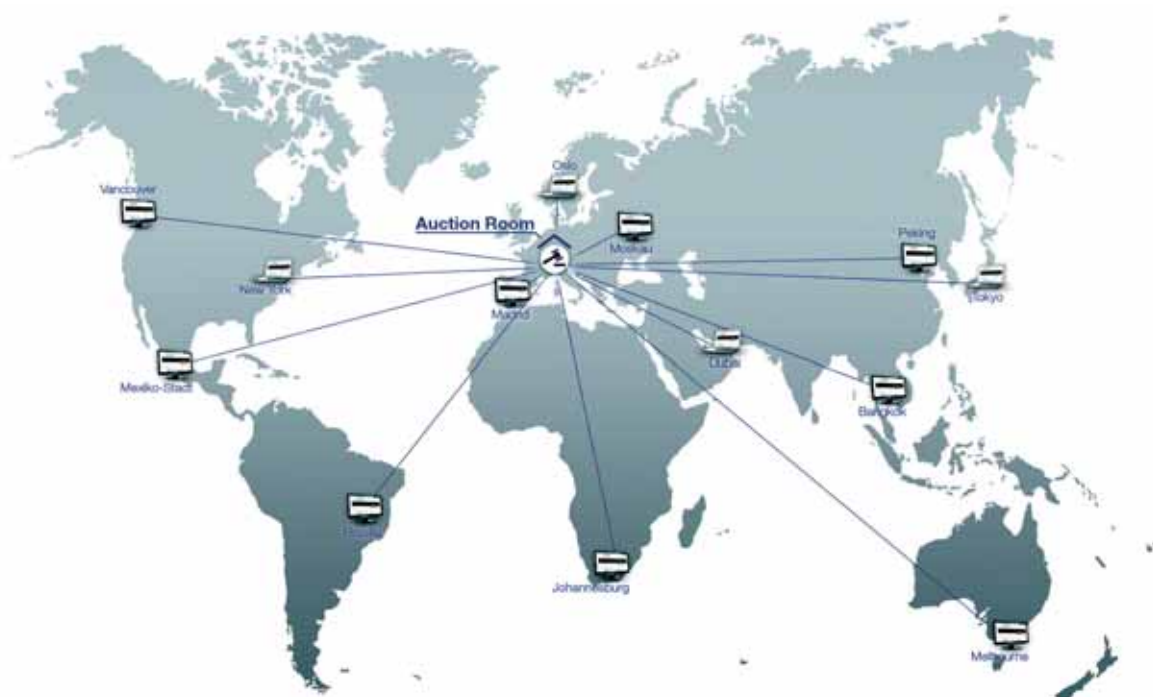 Oslo
Vancouver
Auction Room
Peking
Moskau
New York
Madrid
Tokyo
Dubai
Mexiko-Stadt
Bangkok
Johannesburg
Melbourne